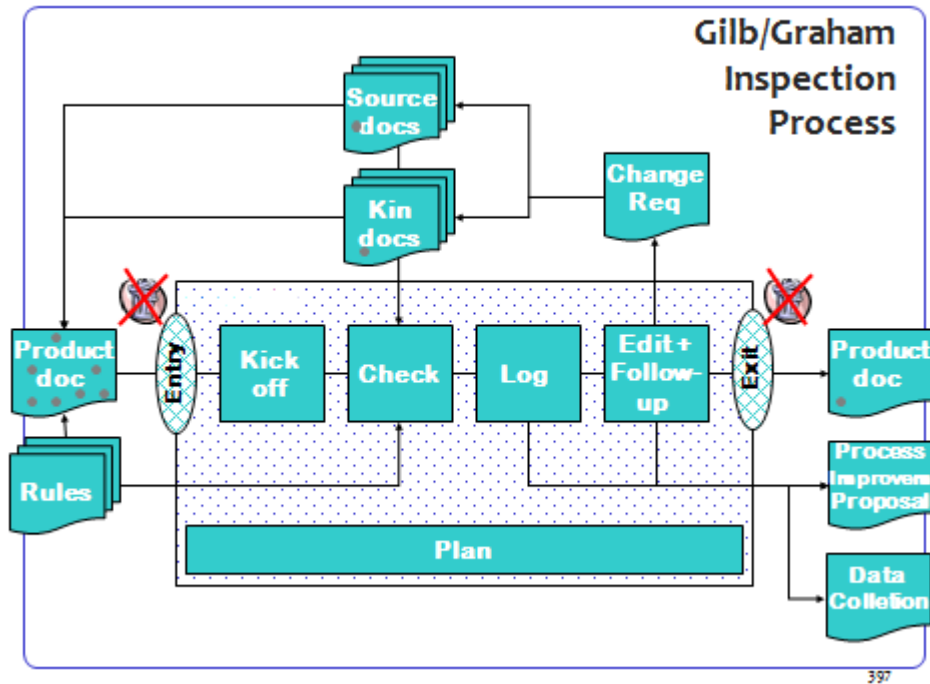 Gilb/Graham
Inspection
Process
Source
docs
Kin
docs
Change
Req
Product
doc
Entry
Kick
off
Check
Log
Edit+
Follow-
up
Exit
Product
doc
Rules
Process
Improvem
Proposal
Plan
Data
Colletion
397